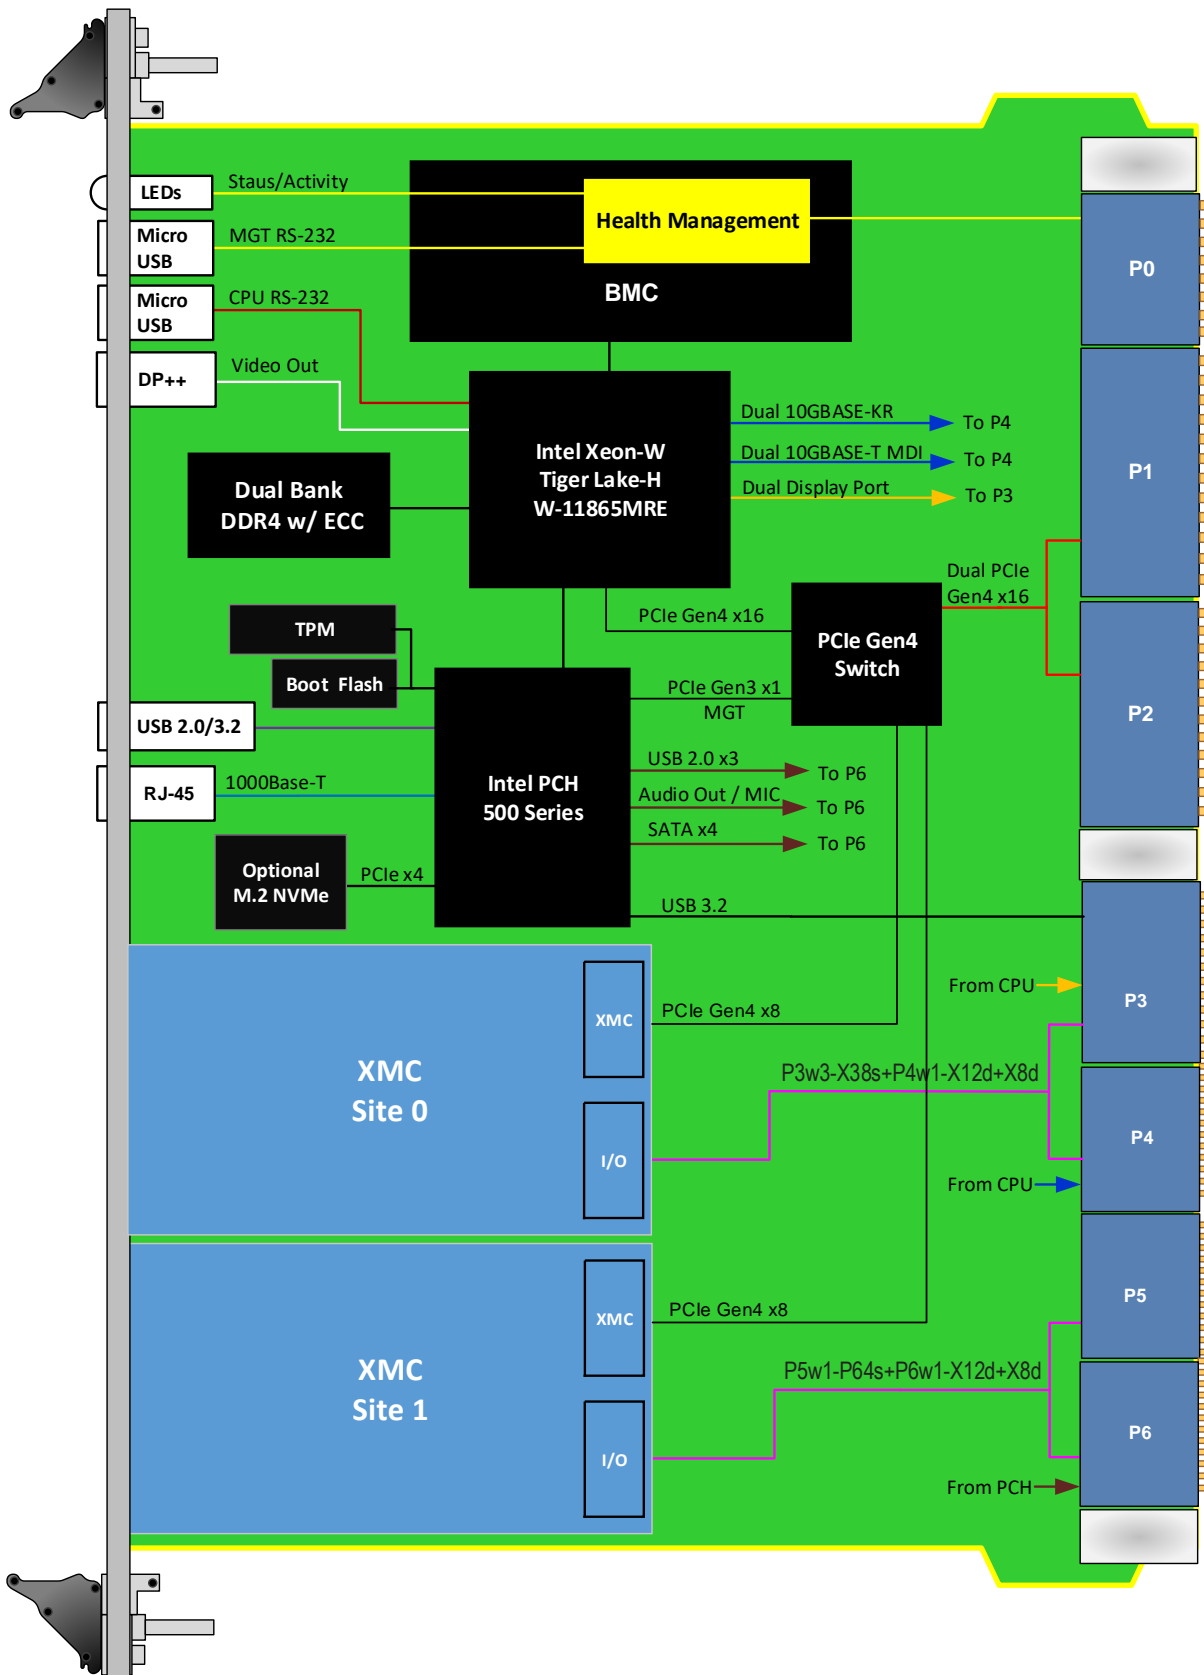 LEDs
Staus/Activity
Micro
USB
MGT RS-232
Health Management
BMC
P0
Micro
USB
CPU RS-232
DP++
Video Out
Intel Xeon-W
Tiger Lake-H
W-11865MRE
Dual 10GBASE-KR
To P4
Dual 10GBASE-T MDI
To P4
Dual Display Port
To P3
P1
Dual Bank
DDR4 w/ ECC
Dual PCIe
Gen4 x16
PCIe Gen4 x16
PCIe Gen4
Switch
TPM
Boot Flash
PCIe Gen3 x1
MGT
P2
USB 2.0/3.2
RJ-45
1000Base-T
Intel PCH
500 Series
USB 2.0 x3
To P6
Audio Out / MIC
To P6
SATA x4
To P6
Optional
M.2 NVMe
PCIe x4
USB 3.2
From CPU
P3
XMC
PCIe Gen4 x8
XMC
Site 0
P3w3-X38s+P4w1-X12d+X8d
I/O
P4
From CPU
P5
XMC
PCIe Gen4 x8
XMC
Site 1
P5w1-P64s+P6w1-X12d+X8d
I/O
P6
From PCH